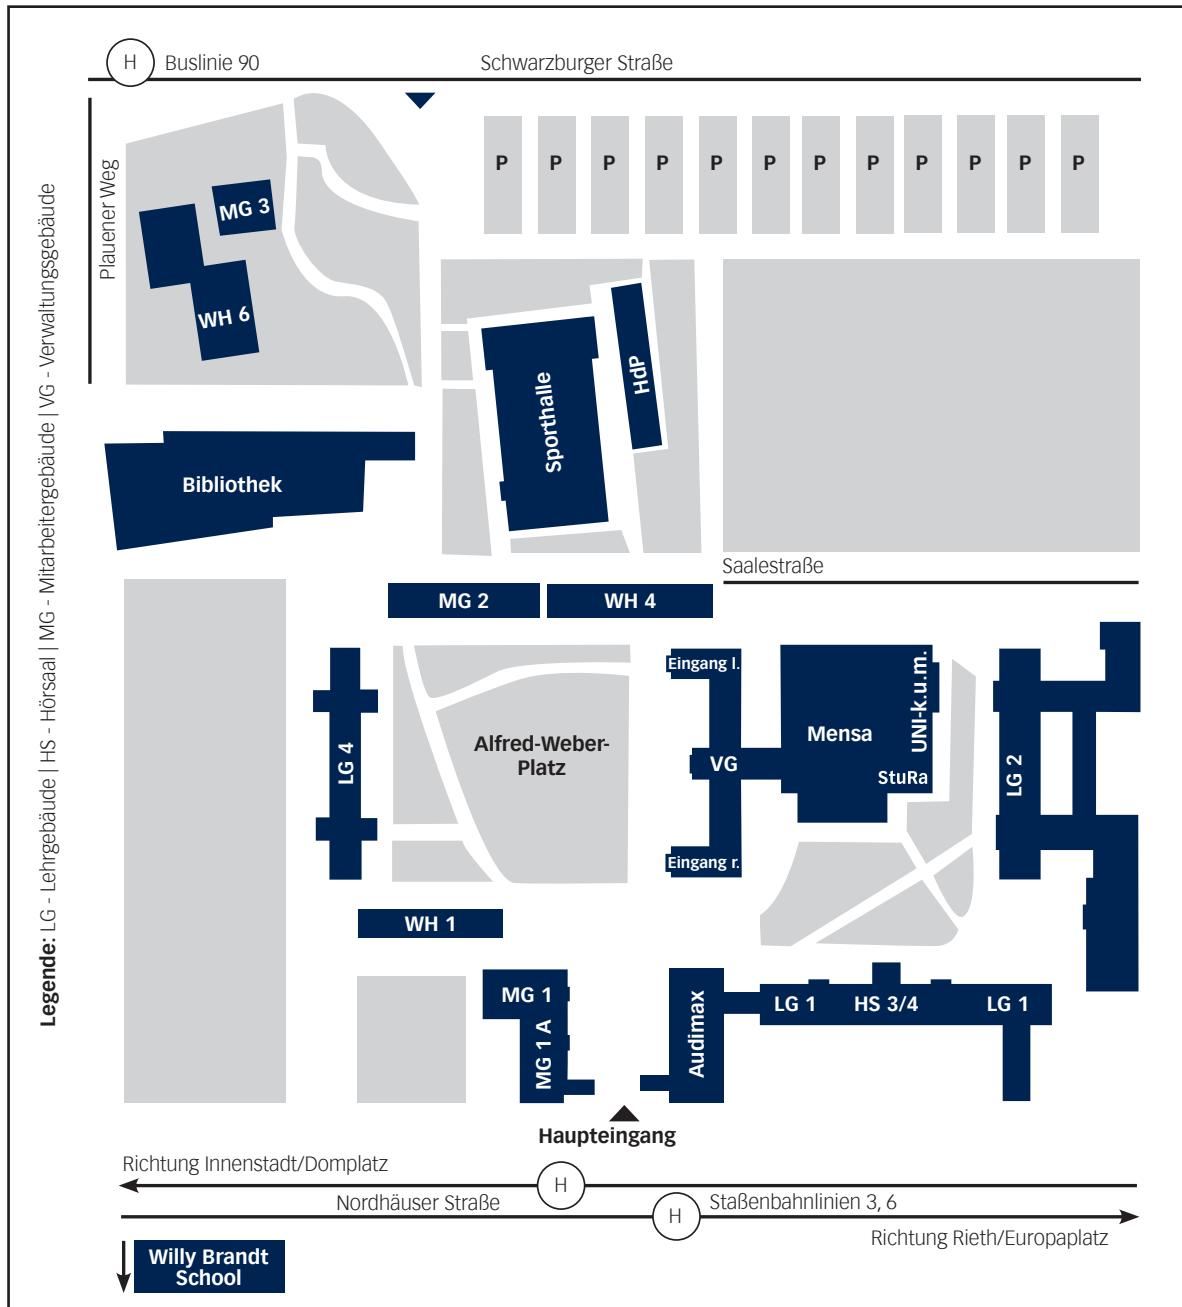 H Buslinie 90 Schwarzburger Straße
P P P P P P P P P P P P
Plauener Weg
MG 3
WH 6
HdP
Sporthalle
Bibliothek
Saalestraße
MG 2 WH 4
Eingang l.
UNI-k.u.m.
Mensa
StuRa
VG
Eingang r.
LG 4
Alfred-Weber-
Platz
LG 2
WH 1
MG 1
MG 1 A
Audimax
LG 1 HS 3/4 LG 1
Haupteingang
Richtung Innenstadt/Domplatz
H
Nordhäuser Straße
H
Staßenbahnlinien 3, 6
Richtung Rieth/Europaplatz
Willy Brandt
School
Legende: LG - Lehrgebäude | HS - Hörsaal | MG - Mitarbeitergebäude | VG - Verwaltungsgebäude